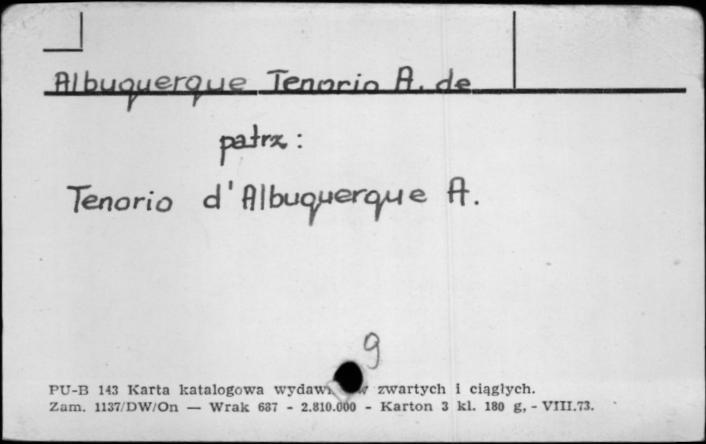 Albuquerque Tenorio A. de
patrz:
Tenorio d'Albuquerque A.
9
PU-B 143 Karta katalogowa zwartych i ciągłych.
Zam. 1137/DW/On — Wrak 687 - 2.810.000 - Karton 3 kl. 180 g, - VIII.73.